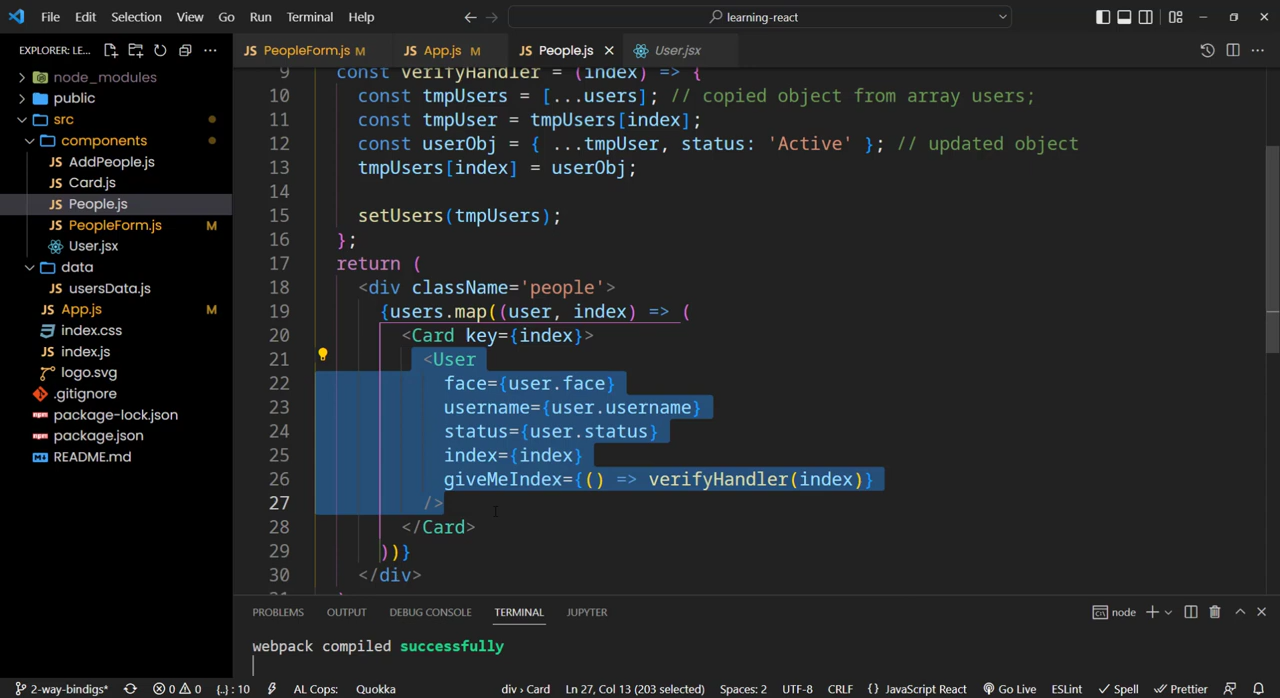 File Edit Selection View Go Run Terminal Help learning-react
EXPLORER: LE...
PeopleForm.js M App.js M People.js User.jsx
node_modules
public
src
components
AddPeople.js
Card.js
People.js
PeopleForm.js M
User.jsx
data
usersData.js
App.js M
index.css
index.js
logo.svg
.gitignore
package-lock.json
package.json
README.md
9 const verifyHandler = (index) => {
10 const tmpUsers = [...users]; // copied object from array users;
11 const tmpUser = tmpUsers[index];
12 const userObj = { ...tmpUser, status: 'Active' }; // updated object
13 tmpUsers[index] = userObj;
14
15 setUsers(tmpUsers);
16 };
17 return (
18 <div className='people'>
19 {users.map((user, index) => (
20 <Card key={index}>
21 <User
22 face={user.face}
23 username={user.username}
24 status={user.status}
25 index={index}
26 giveMeIndex={() => verifyHandler(index)}
27 />
28 </Card>
29 ))}
30 </div>
PROBLEMS OUTPUT DEBUG CONSOLE TERMINAL JUPYTER node
webpack compiled successfully
2-way-bindigs* 0 0 {..} : 10 AL Cops: Quokka div > Card Ln 27, Col 13 (203 selected) Spaces: 2 UTF-8 CRLF {} JavaScript React Go Live ESLint Spell Prettier